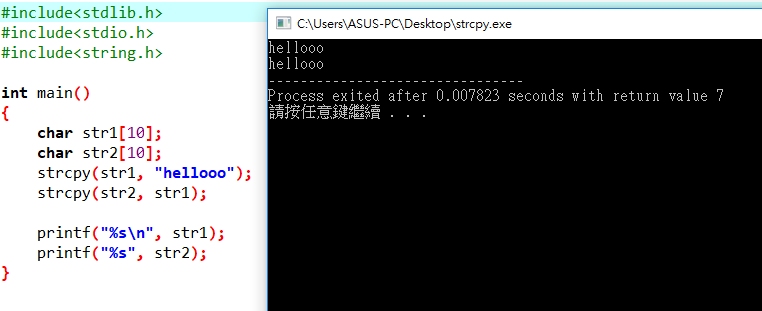 #include<stdlib.h>
#include<stdio.h>
#include<string.h>
int main()
{
char str1[10];
char str2[10];
strcpy(str1, "hellooo");
strcpy(str2, str1);
printf("%s\n", str1);
printf("%s", str2);
}
C:\Users\ASUS-PC\Desktop\strcpy.exe
hellooo
hellooo
--------------------------------
Process exited after 0.007823 seconds with return value 7
請按任意鍵繼續 . . .